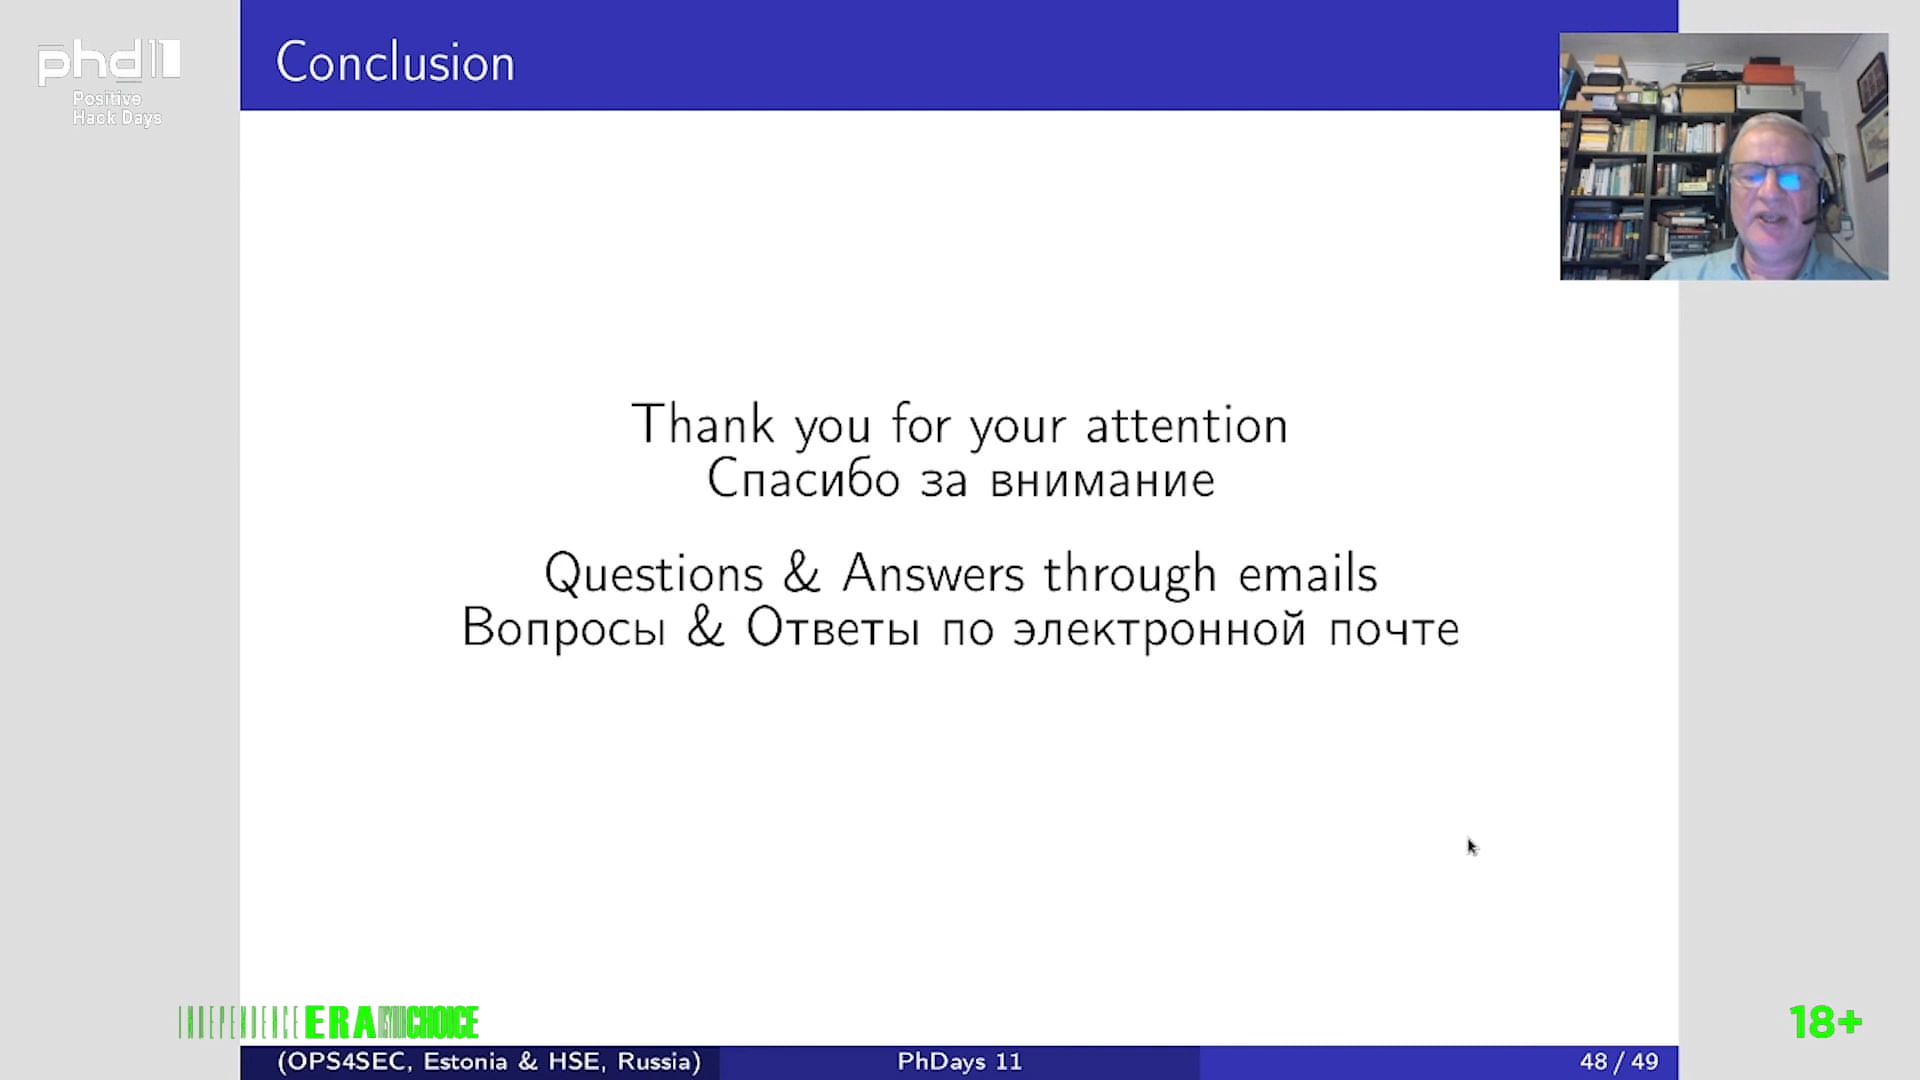 phd11
Positive
Hack Days
Conclusion
Thank you for your attention
Спасибо за внимание
Questions & Answers through emails
Вопросы & Ответы по электронной почте
INDEPENDENCE ERA CHOICE
18+
(OPS4SEC, Estonia & HSE, Russia)
PhDays 11
48 / 49